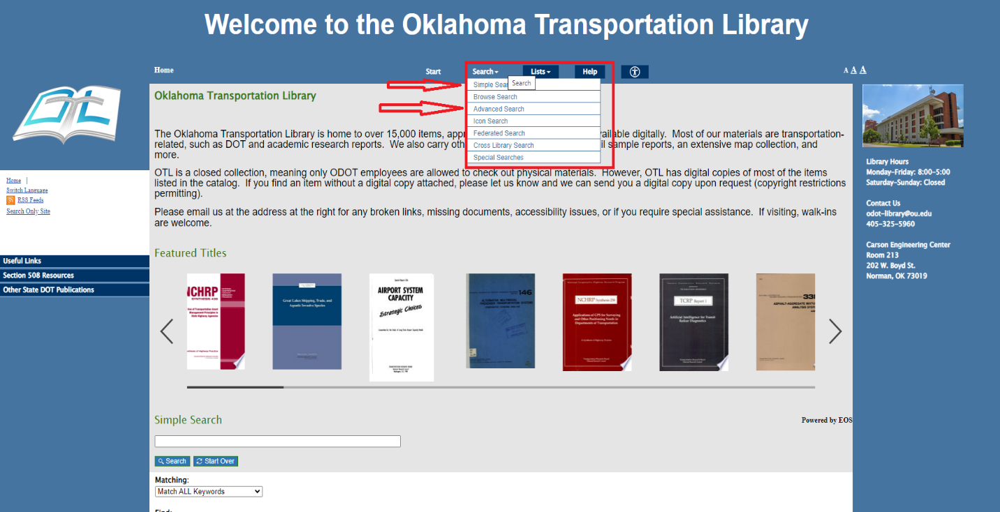 Welcome to the Oklahoma Transportation Library
Home
Start
Search
Lists
Help
A A A
Search
Simple Sear
Browse Search
Advanced Search
Icon Search
Federated Search
Cross Library Search
Special Searches
OTL
Home |
Switch Language
RSS Feeds
Search Only Site
Useful Links
Section 508 Resources
Other State DOT Publications
Oklahoma Transportation Library
The Oklahoma Transportation Library is home to over 15,000 items, appr ailable digitally. Most of our materials are transportation-
related, such as DOT and academic research reports. We also carry oth il sample reports, an extensive map collection, and
more.
OTL is a closed collection, meaning only ODOT employees are allowed to check out physical materials. However, OTL has digital copies of most of the items
listed in the catalog. If you find an item without a digital copy attached, please let us know and we can send you a digital copy upon request (copyright restrictions
permitting).
Please email us at the address at the right for any broken links, missing documents, accessibility issues, or if you require special assistance. If visiting, walk-ins
are welcome.
Featured Titles
NCHRP
SYNTHESIS 439
Great Lakes Shipping, Trade, and
Aquatic Invasive Species
AIRPORT SYSTEM
CAPACITY
Strategic Choices
146
NCHRP Synthesis 258
Applications of GPS for Surveying
and Other Positioning Needs in
Departments of Transportation
TCRP Report 1
Artificial Intelligence for Transit
Railcar Diagnostics
338
ASPHALT-AGGREGATE MIXTU
ANALYSIS SYST
Simple Search
Powered by EOS
Search
Start Over
Matching:
Match ALL Keywords
Find:
Library Hours
Monday-Friday: 8:00-5:00
Saturday-Sunday: Closed
Contact Us
odot-library@ou.edu
405-325-5960
Carson Engineering Center
Room 213
202 W. Boyd St.
Norman, OK 73019